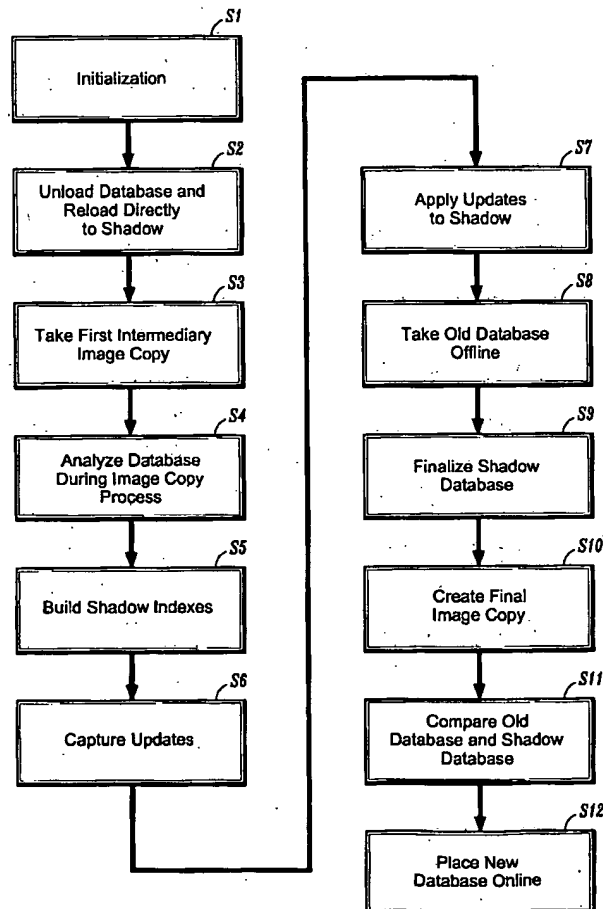 S1
Initialization
S2
Unload Database and
Reload Directly
to Shadow
S3
Take First Intermediary
Image Copy
S4
Analyze Database
During Image Copy
Process
S5
Build Shadow Indexes
S6
Capture Updates
S7
Apply Updates
to Shadow
S8
Take Old Database
Offline
S9
Finalize Shadow
Database
S10
Create Final
Image Copy
S11
Compare Old
Database and Shadow
Database
S12
Place New
Database Online